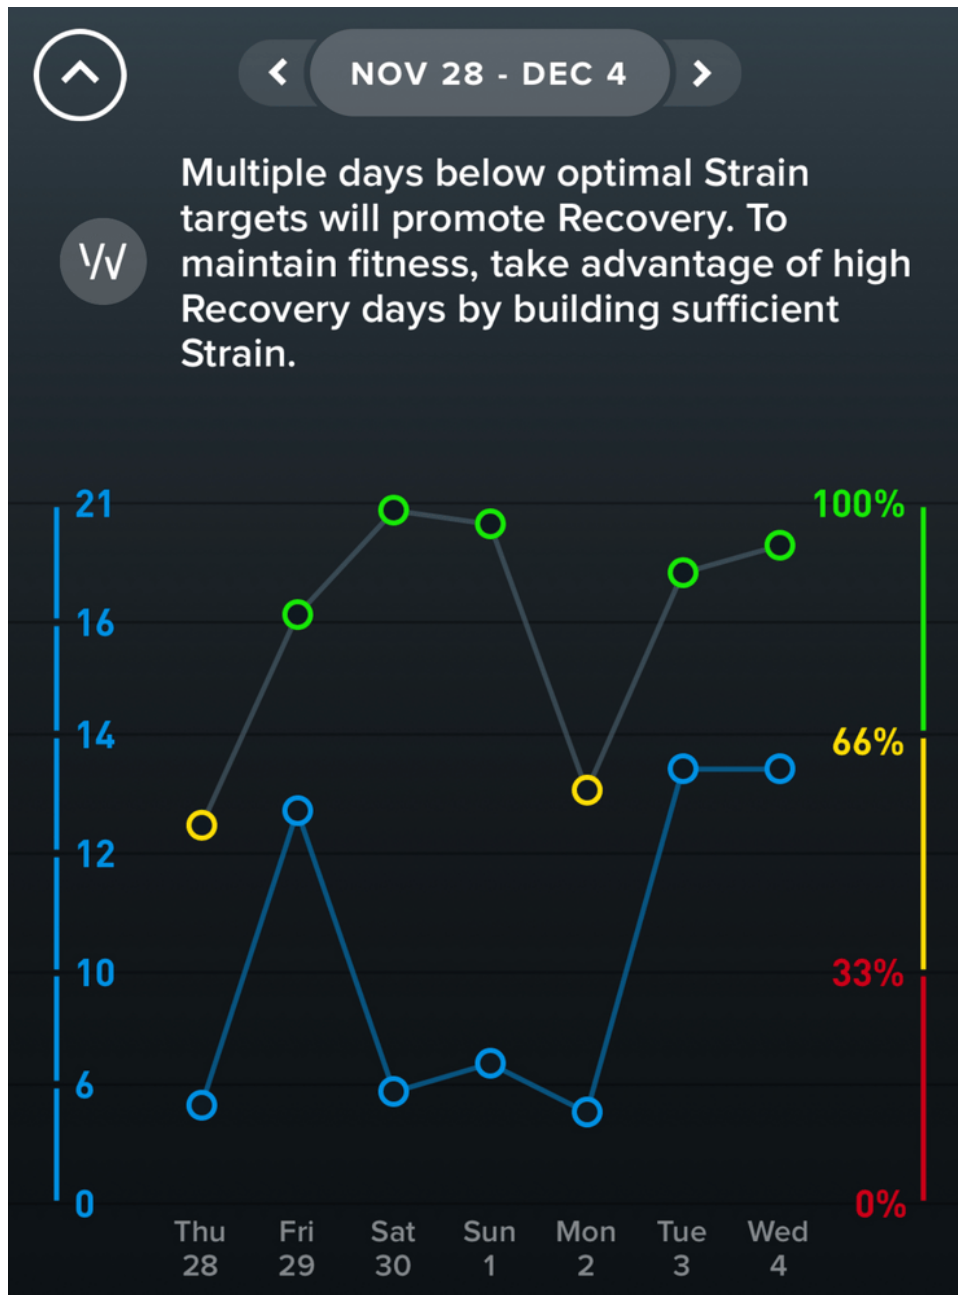 NOV 28 - DEC 4
Multiple days below optimal Strain
targets will promote Recovery. To
maintain fitness, take advantage of high
Recovery days by building sufficient
Strain.
21
100%
16
14
66%
12
10
33%
6
0
0%
Thu Fri Sat Sun Mon Tue Wed
28 29 30 1 2 3 4